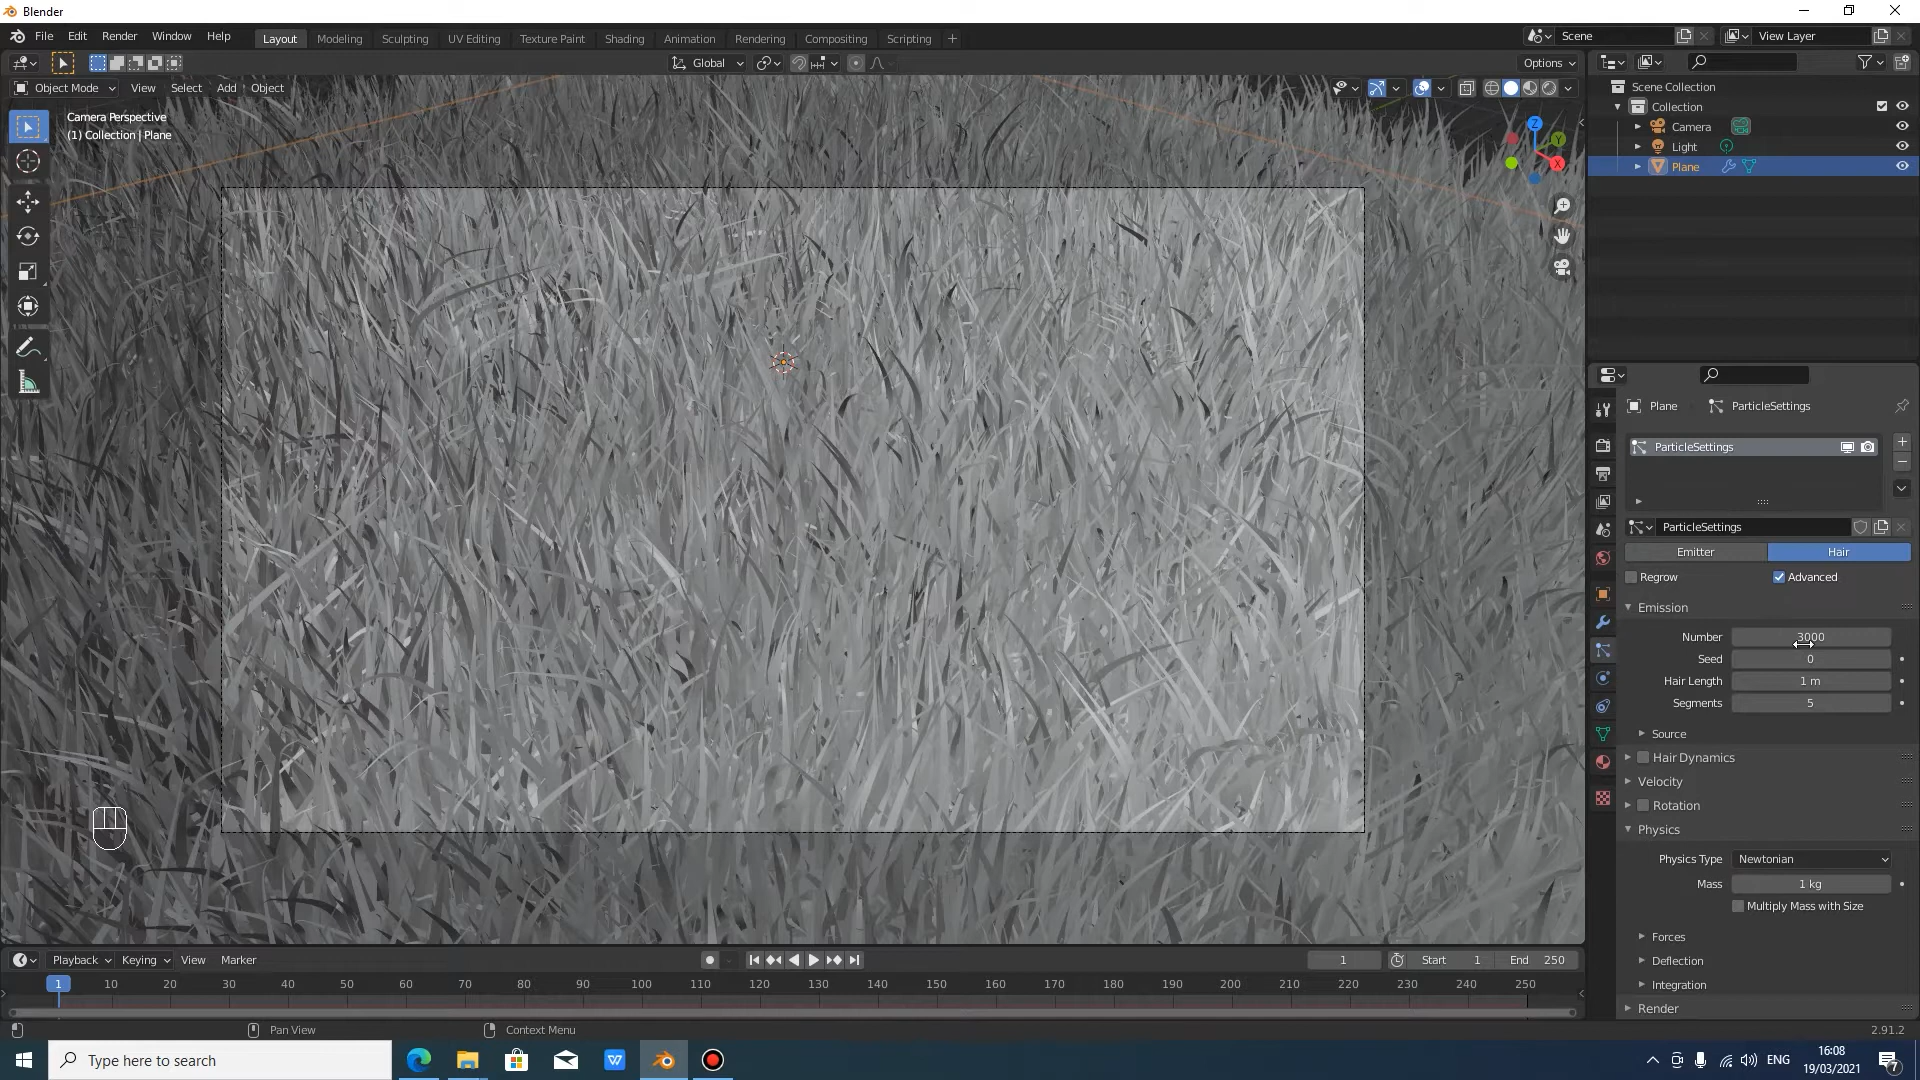 Blender
File Edit Render Window Help
Layout Modeling Sculpting UV Editing Texture Paint Shading Animation Rendering Compositing Scripting +
Scene
View Layer
Global
Options
Object Mode View Select Add Object
Camera Perspective
(1) Collection | Plane
Z
Y
X
Scene Collection
Collection
Camera
Light
Plane
Plane
ParticleSettings
ParticleSettings
ParticleSettings
Emitter Hair
Regrow Advanced
Emission
Number 3000
Seed 0
Hair Length 1 m
Segments 5
Source
Hair Dynamics
Velocity
Rotation
Physics
Physics Type Newtonian
Mass 1 kg
Multiply Mass with Size
Forces
Deflection
Integration
Render
Playback Keying View Marker
1 Start 1 End 250
1 10 20 30 40 50 60 70 80 90 100 110 120 130 140 150 160 170 180 190 200 210 220 230 240 250
Pan View Context Menu 2.91.2
Type here to search
ENG
16:08
19/03/2021
7